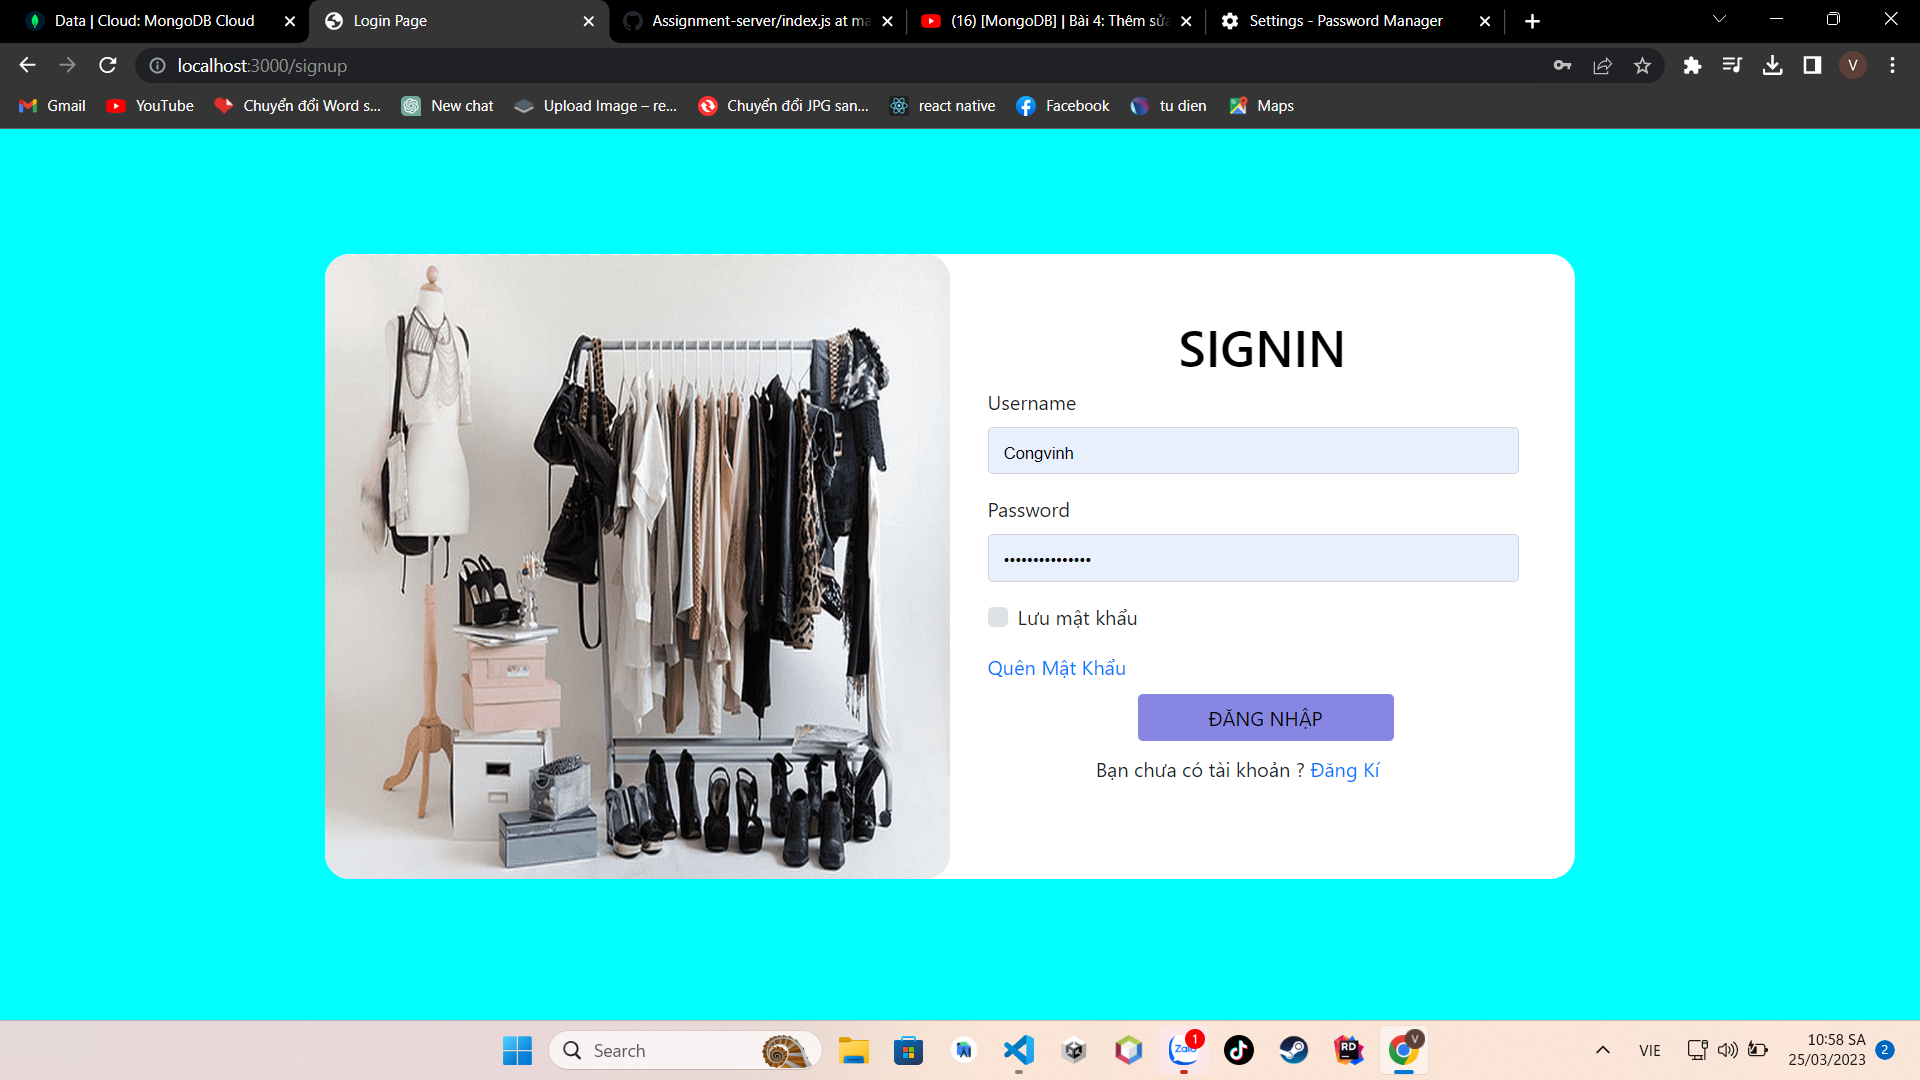 Data | Cloud: MongoDB Cloud
Login Page
Assignment-server/index.js at ma
(16) [MongoDB] | Bài 4: Thêm sửa
Settings - Password Manager
localhost:3000/signup
V
Gmail
YouTube
Chuyển đổi Word s...
New chat
Upload Image – re...
Chuyển đổi JPG san...
react native
Facebook
tu dien
Maps
SIGNIN
Username
Congvinh
Password
•••••••••••••••
Lưu mật khẩu
Quên Mật Khẩu
ĐĂNG NHẬP
Bạn chưa có tài khoản ? Đăng Kí
Search
Zalo
1
RD
V
VIE
10:58 SA
25/03/2023
2